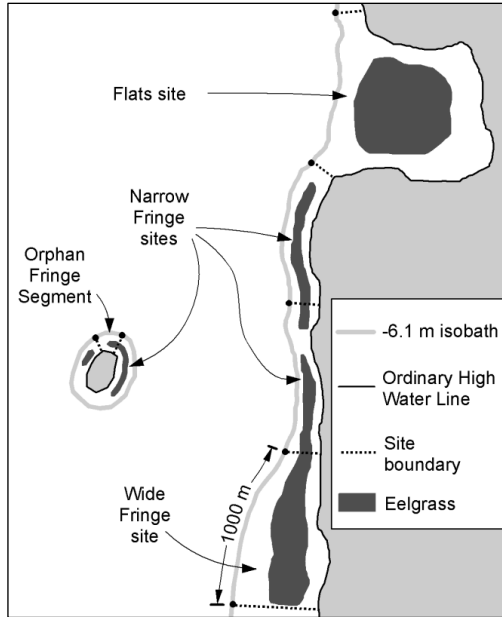 Flats site
Narrow
Fringe
sites
Orphan
Fringe
Segment
Wide
Fringe
site
1000 m
-6.1 m isobath
Ordinary High
Water Line
Site
boundary
Eelgrass